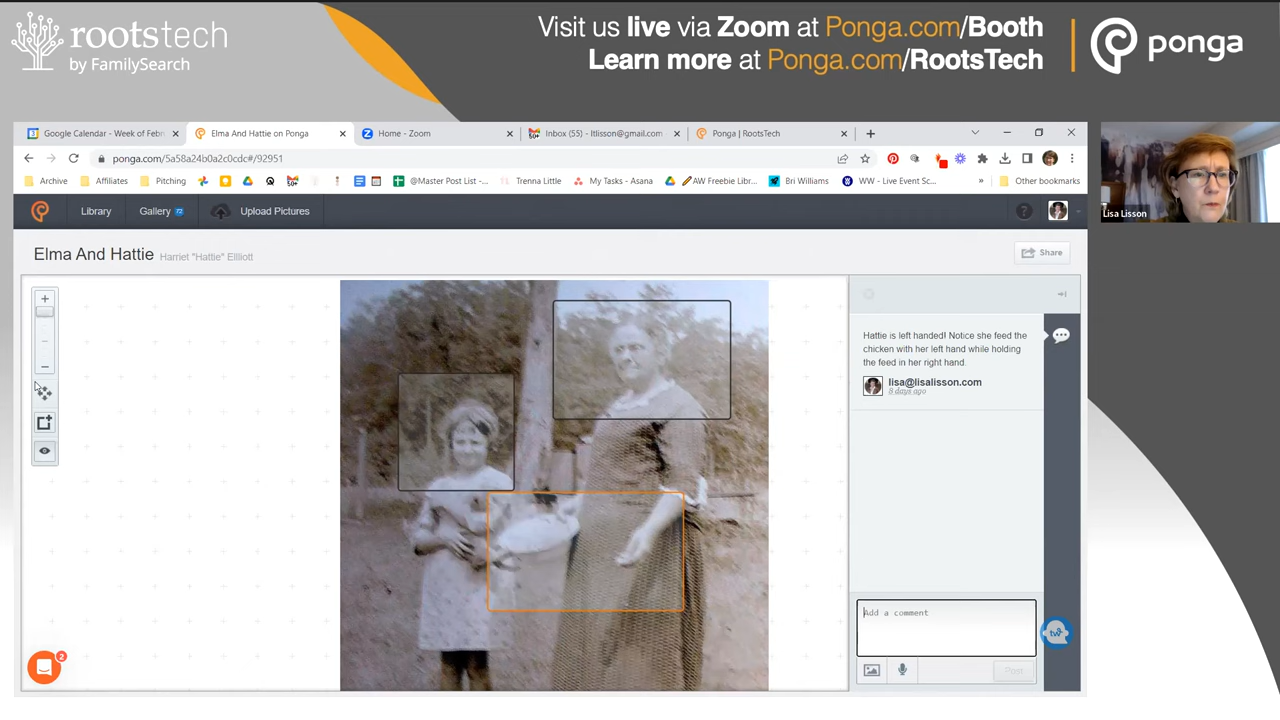 rootstech
by FamilySearch
Visit us live via Zoom at Ponga.com/Booth
Learn more at Ponga.com/RootsTech
ponga
Google Calendar - Week of Febr
Elma And Hattie on Ponga
Home - Zoom
Inbox (55) - ltlisson@gmail.com
Ponga | RootsTech
ponga.com/5a58a24b0a2c0cdc#/92951
Archive
Affiliates
Pitching
@Master Post List -...
Trenna Little
My Tasks - Asana
AW Freebie Libr...
Bri Williams
WW - Live Event Sc...
»
Other bookmarks
Lisa Lisson
Library
Gallery
Upload Pictures
?
Elma And Hattie Harriet "Hattie" Ellliott
Share
Hattie is left handed! Notice she feed the
chicken with her left hand while holding
the feed in her right hand.
lisa@lisalisson.com
8 days ago
Add a comment
Post
2